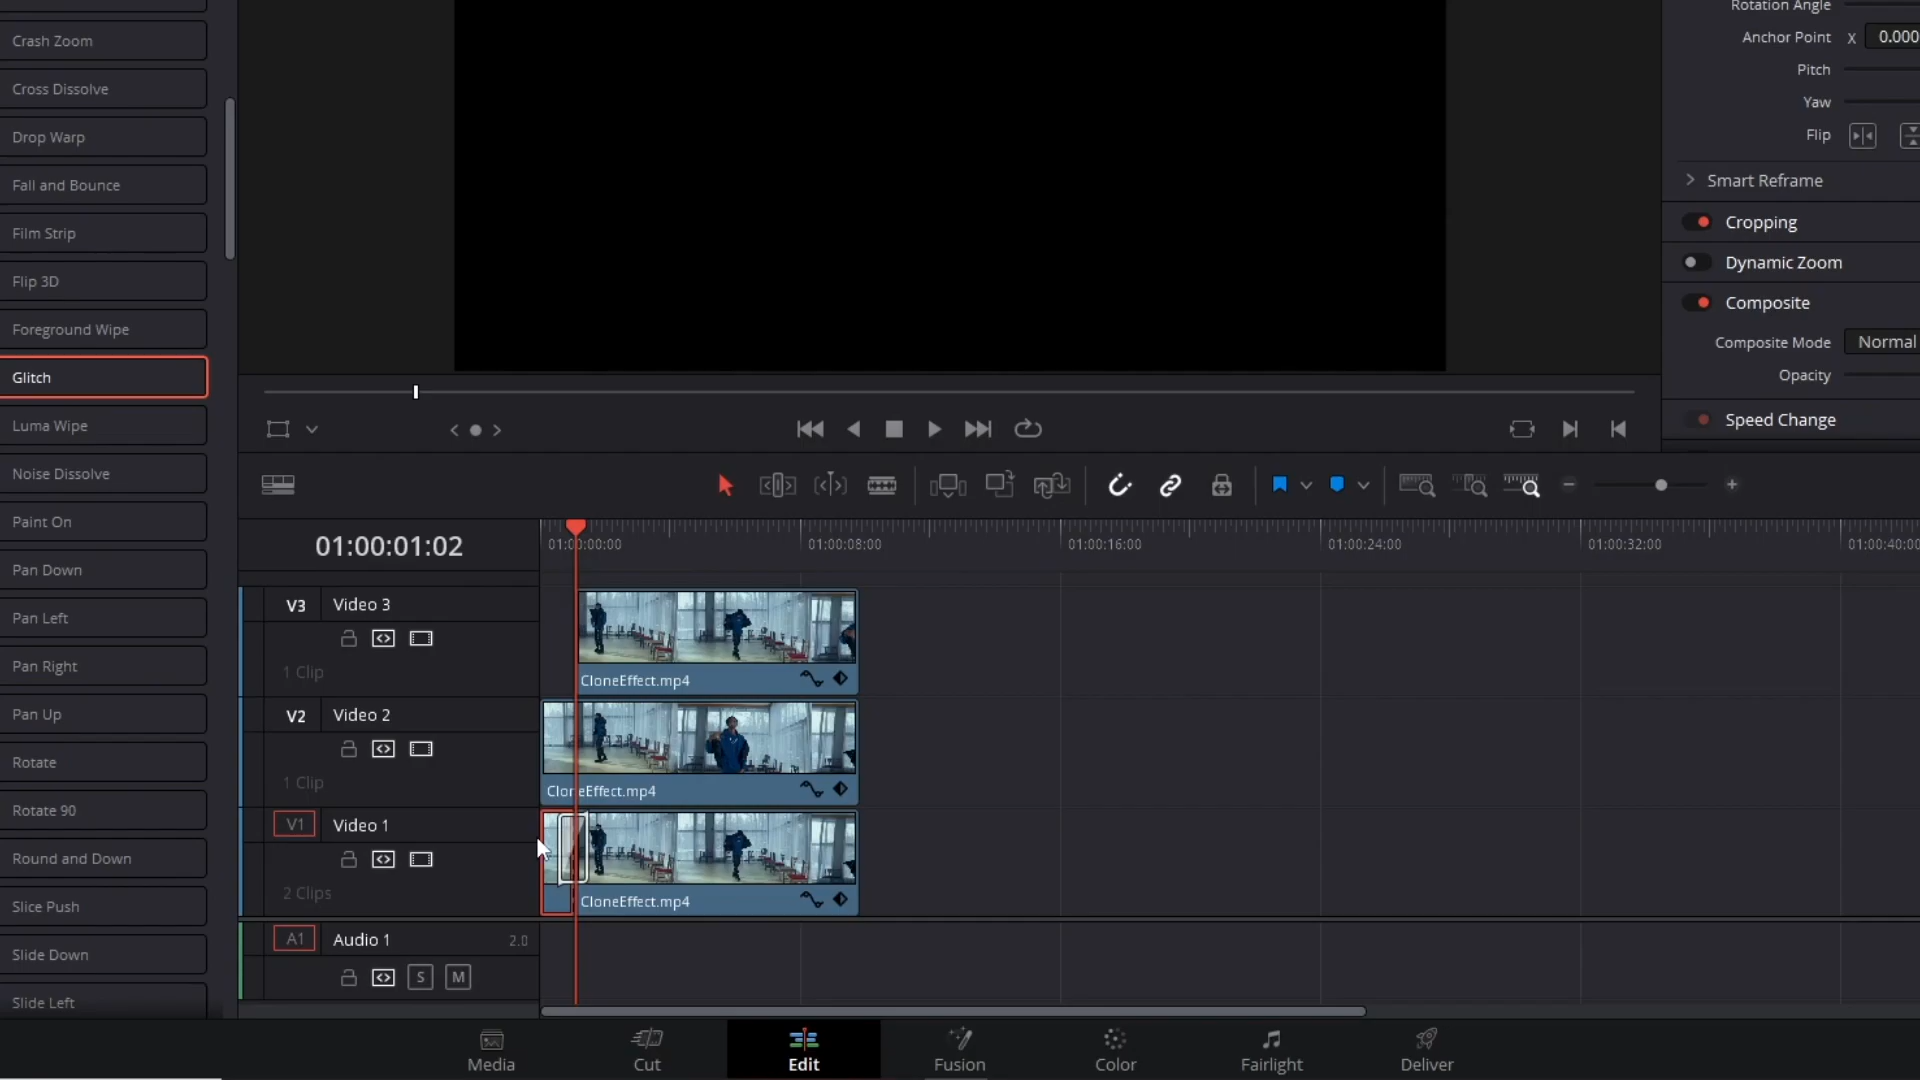 Crash Zoom
Cross Dissolve
Drop Warp
Fall and Bounce
Film Strip
Flip 3D
Foreground Wipe
Glitch
Luma Wipe
Noise Dissolve
Paint On
Pan Down
Pan Left
Pan Right
Pan Up
Rotate
Rotate 90
Round and Down
Slice Push
Slide Down
Slide Left
Rotation Angle
Anchor Point X 0.000
Pitch
Yaw
Flip
Smart Reframe
Cropping
Dynamic Zoom
Composite
Composite Mode Normal
Opacity
Speed Change
01:00:01:02
01:00:00:00 01:00:08:00 01:00:16:00 01:00:24:00 01:00:32:00 01:00:40:00
V3 Video 3
1 Clip
CloneEffect.mp4
V2 Video 2
1 Clip
CloneEffect.mp4
V1 Video 1
2 Clips
CloneEffect.mp4
A1 Audio 1 2.0
S M
Media Cut Edit Fusion Color Fairlight Deliver